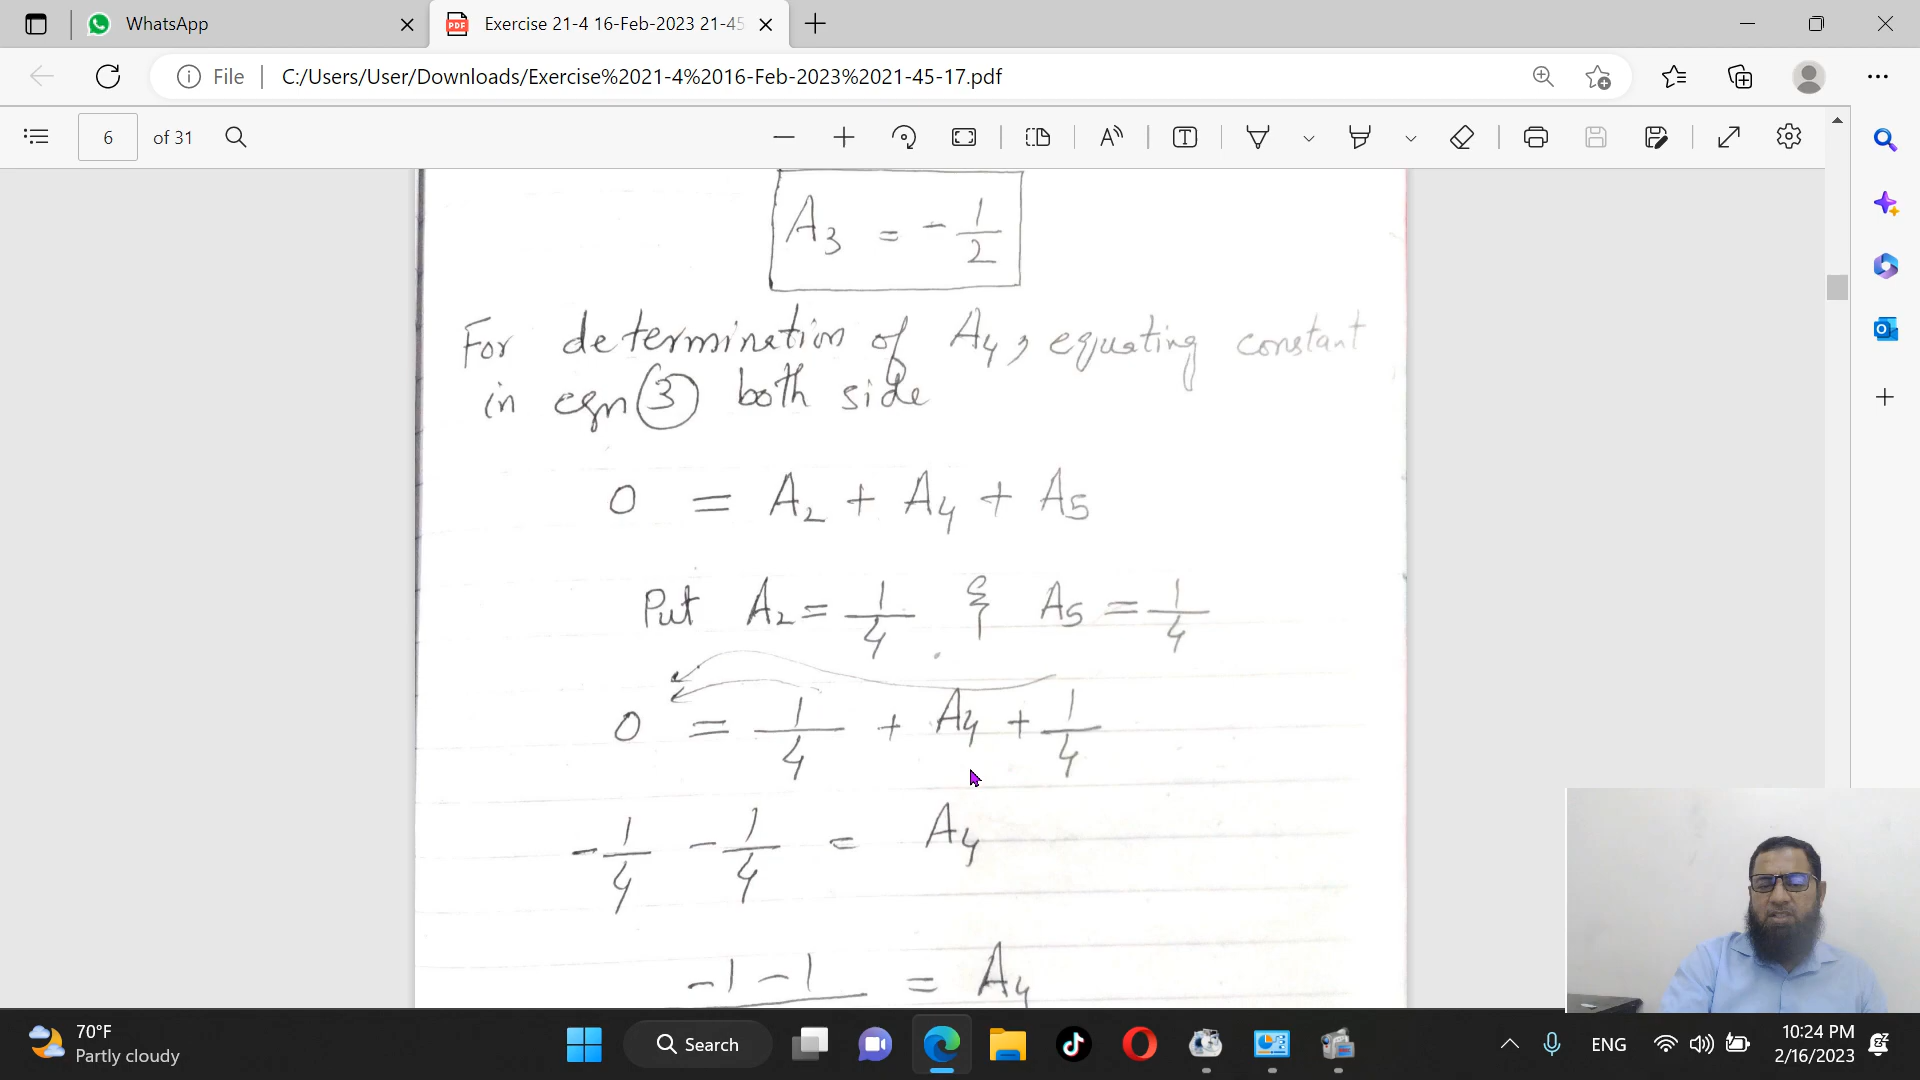 WhatsApp
Exercise 21-4 16-Feb-2023 21-45
File
C:/Users/User/Downloads/Exercise%2021-4%2016-Feb-2023%2021-45-17.pdf
6 of 31
A3 = - 1/2
For determination of A4, equating constant
in eqn (3) both side
0 = A2 + A4 + A5
Put A2 = 1/4 & A5 = 1/4
0 = 1/4 + A4 + 1/4
- 1/4 - 1/4 = A4
-1 -1 = A4
70°F
Partly cloudy
Search
ENG
10:24 PM
2/16/2023